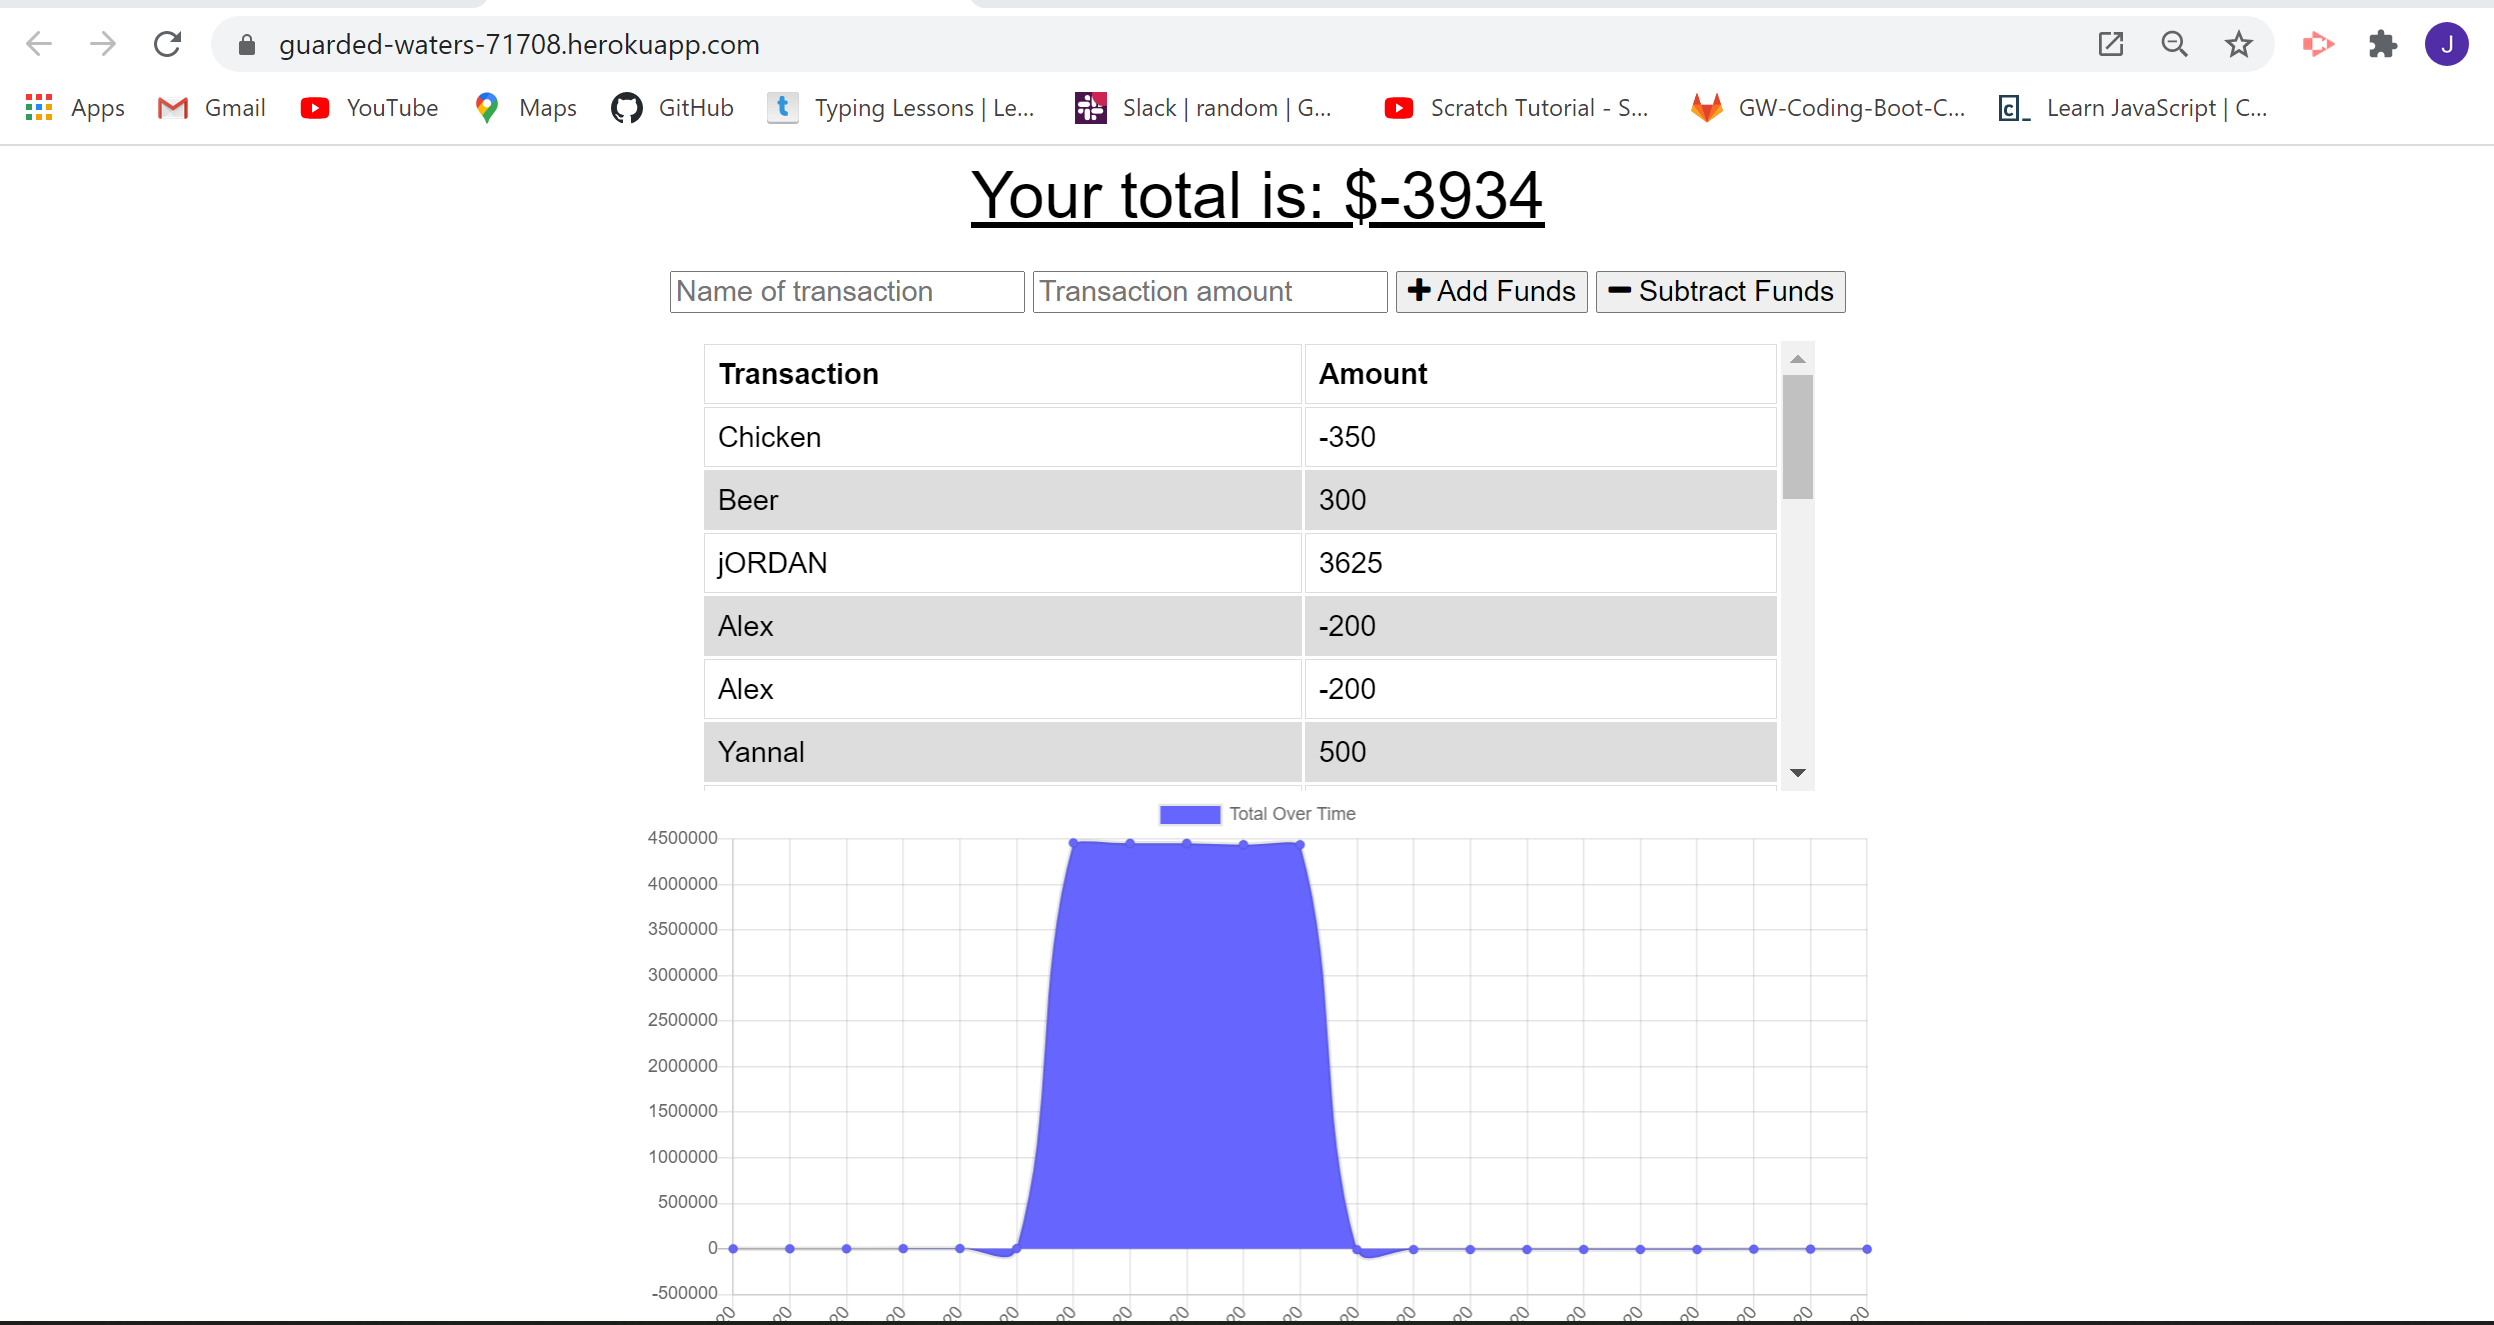 guarded-waters-71708.herokuapp.com
J
Apps Gmail YouTube Maps GitHub t Typing Lessons | Le... Slack | random | G... Scratch Tutorial - S... GW-Coding-Boot-C... c_ Learn JavaScript | C...
Your total is: $-3934
Name of transaction Transaction amount Add Funds Subtract Funds
Transaction Amount
Chicken -350
Beer 300
jORDAN 3625
Alex -200
Alex -200
Yannal 500
Total Over Time
4500000
4000000
3500000
3000000
2500000
2000000
1500000
1000000
500000
0
-500000